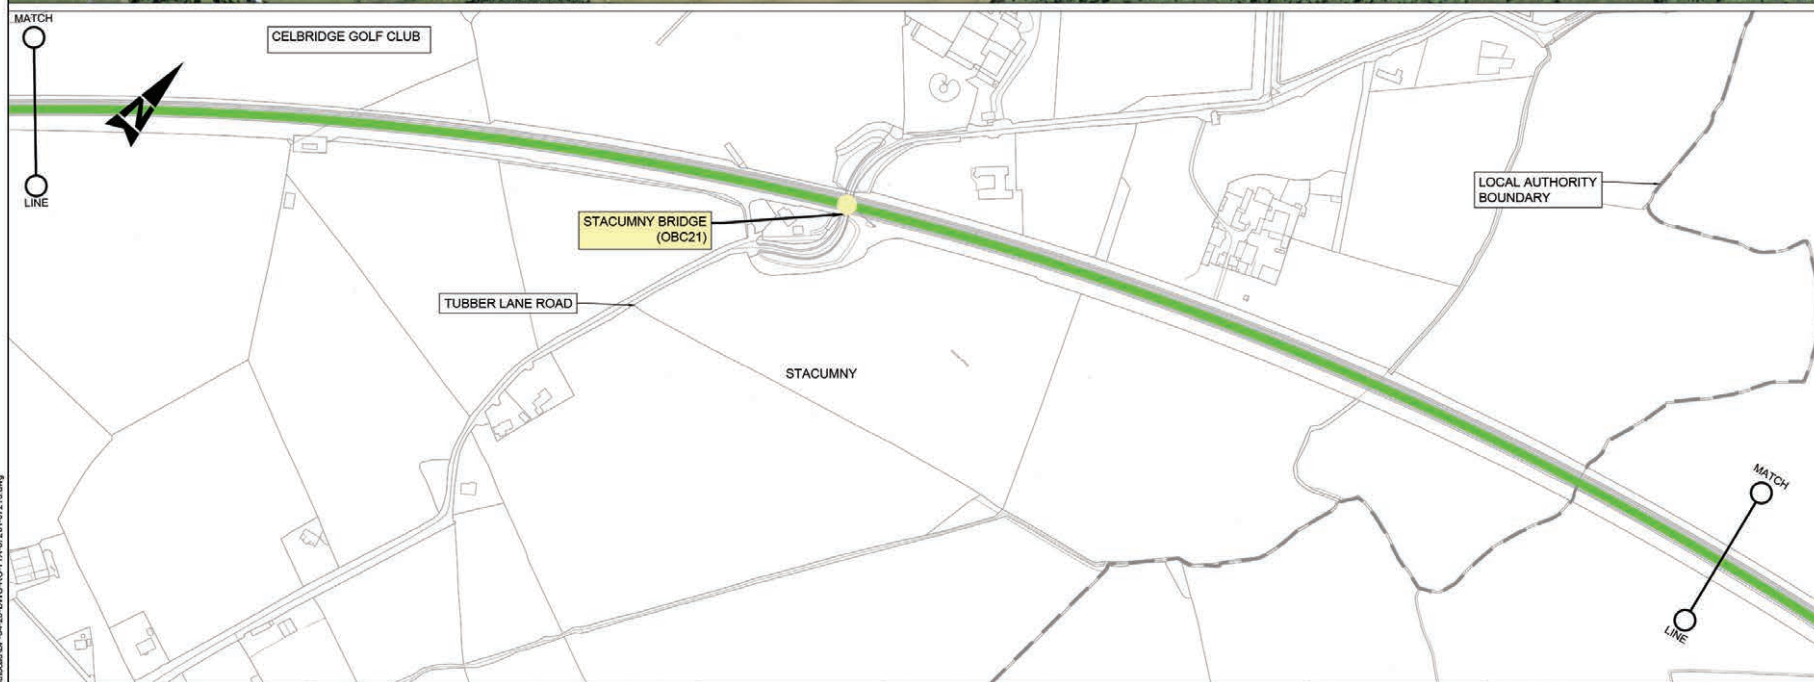 MATCH
CELBRIDGE GOLF CLUB
N
LINE
LOCAL AUTHORITY
BOUNDARY
STACUMNY BRIDGE
(OBC21)
TUBBER LANE ROAD
STACUMNY
MATCH
LINE